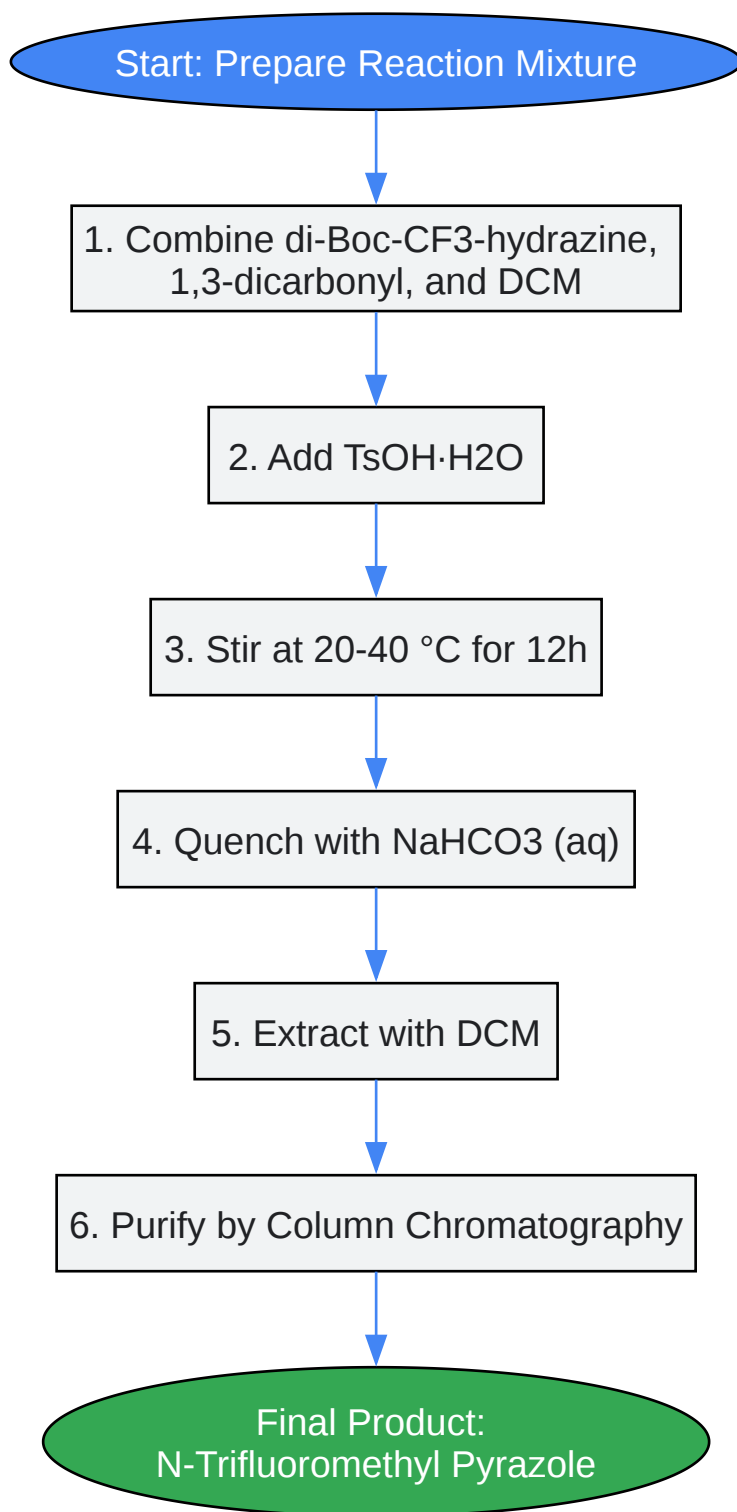 Start: Prepare Reaction Mixture
1. Combine di-Boc-CF3-hydrazine,
1,3-dicarbonyl, and DCM
2. Add TsOH·H2O
3. Stir at 20-40 °C for 12h
4. Quench with NaHCO3 (aq)
5. Extract with DCM
6. Purify by Column Chromatography
Final Product:
N-Trifluoromethyl Pyrazole